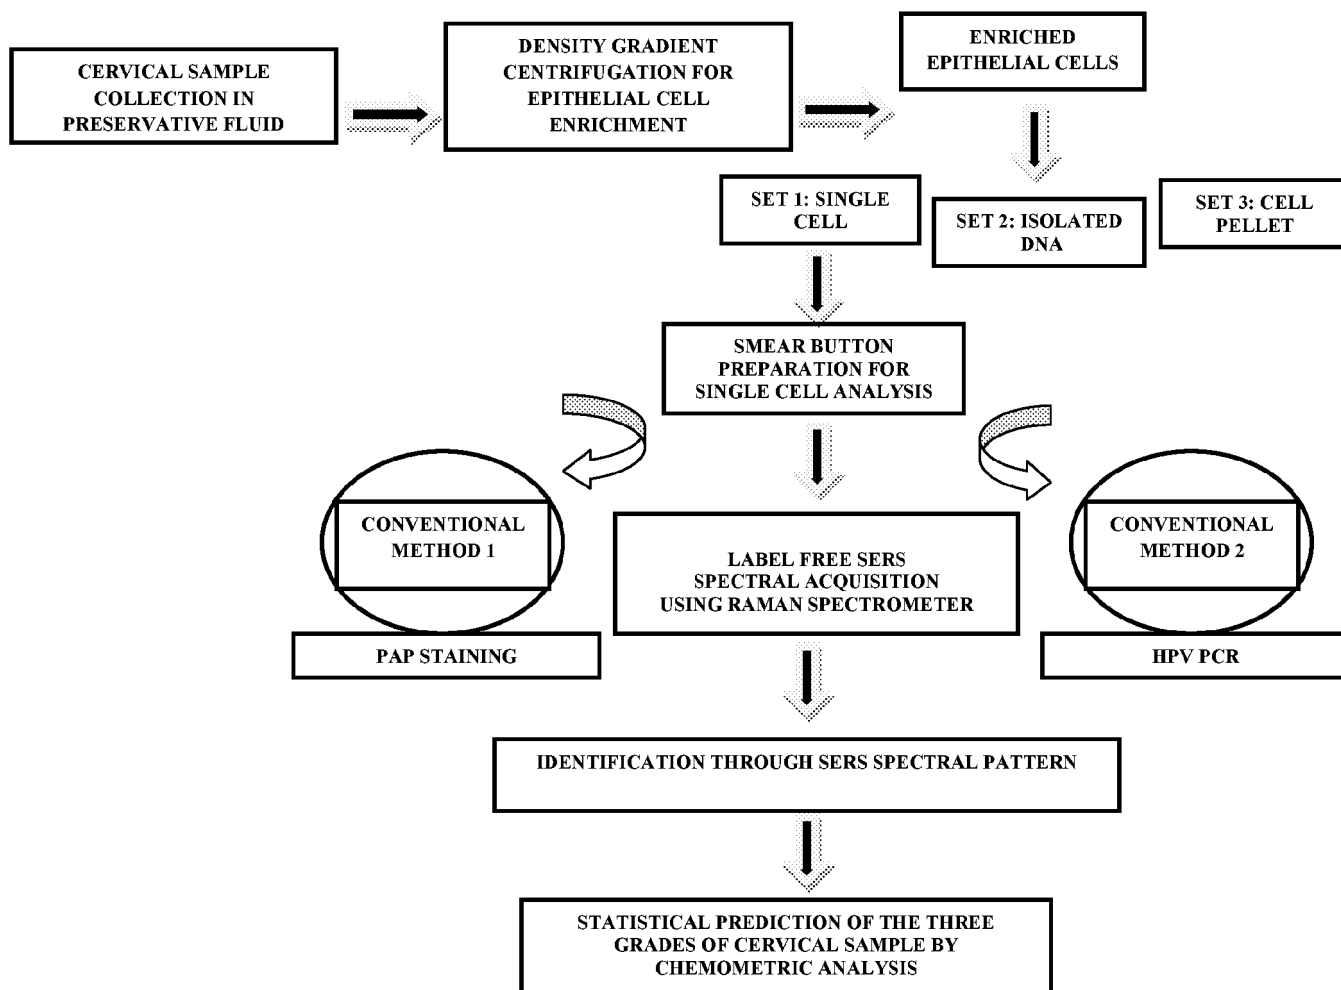 CERVICAL SAMPLE
COLLECTION IN
PRESERVATIVE FLUID
DENSITY GRADIENT
CENTRIFUGATION FOR
EPITHELIAL CELL
ENRICHMENT
ENRICHED
EPITHELIAL CELLS
SET 1: SINGLE
CELL
SET 2: ISOLATED
DNA
SET 3: CELL
PELLET
SMEAR BUTTON
PREPARATION FOR
SINGLE CELL ANALYSIS
CONVENTIONAL
METHOD 1
PAP STAINING
LABEL FREE SERS
SPECTRAL ACQUISITION
USING RAMAN SPECTROMETER
CONVENTIONAL
METHOD 2
HPV PCR
IDENTIFICATION THROUGH SERS SPECTRAL PATTERN
STATISTICAL PREDICTION OF THE THREE
GRADES OF CERVICAL SAMPLE BY
CHEMOMETRIC ANALYSIS